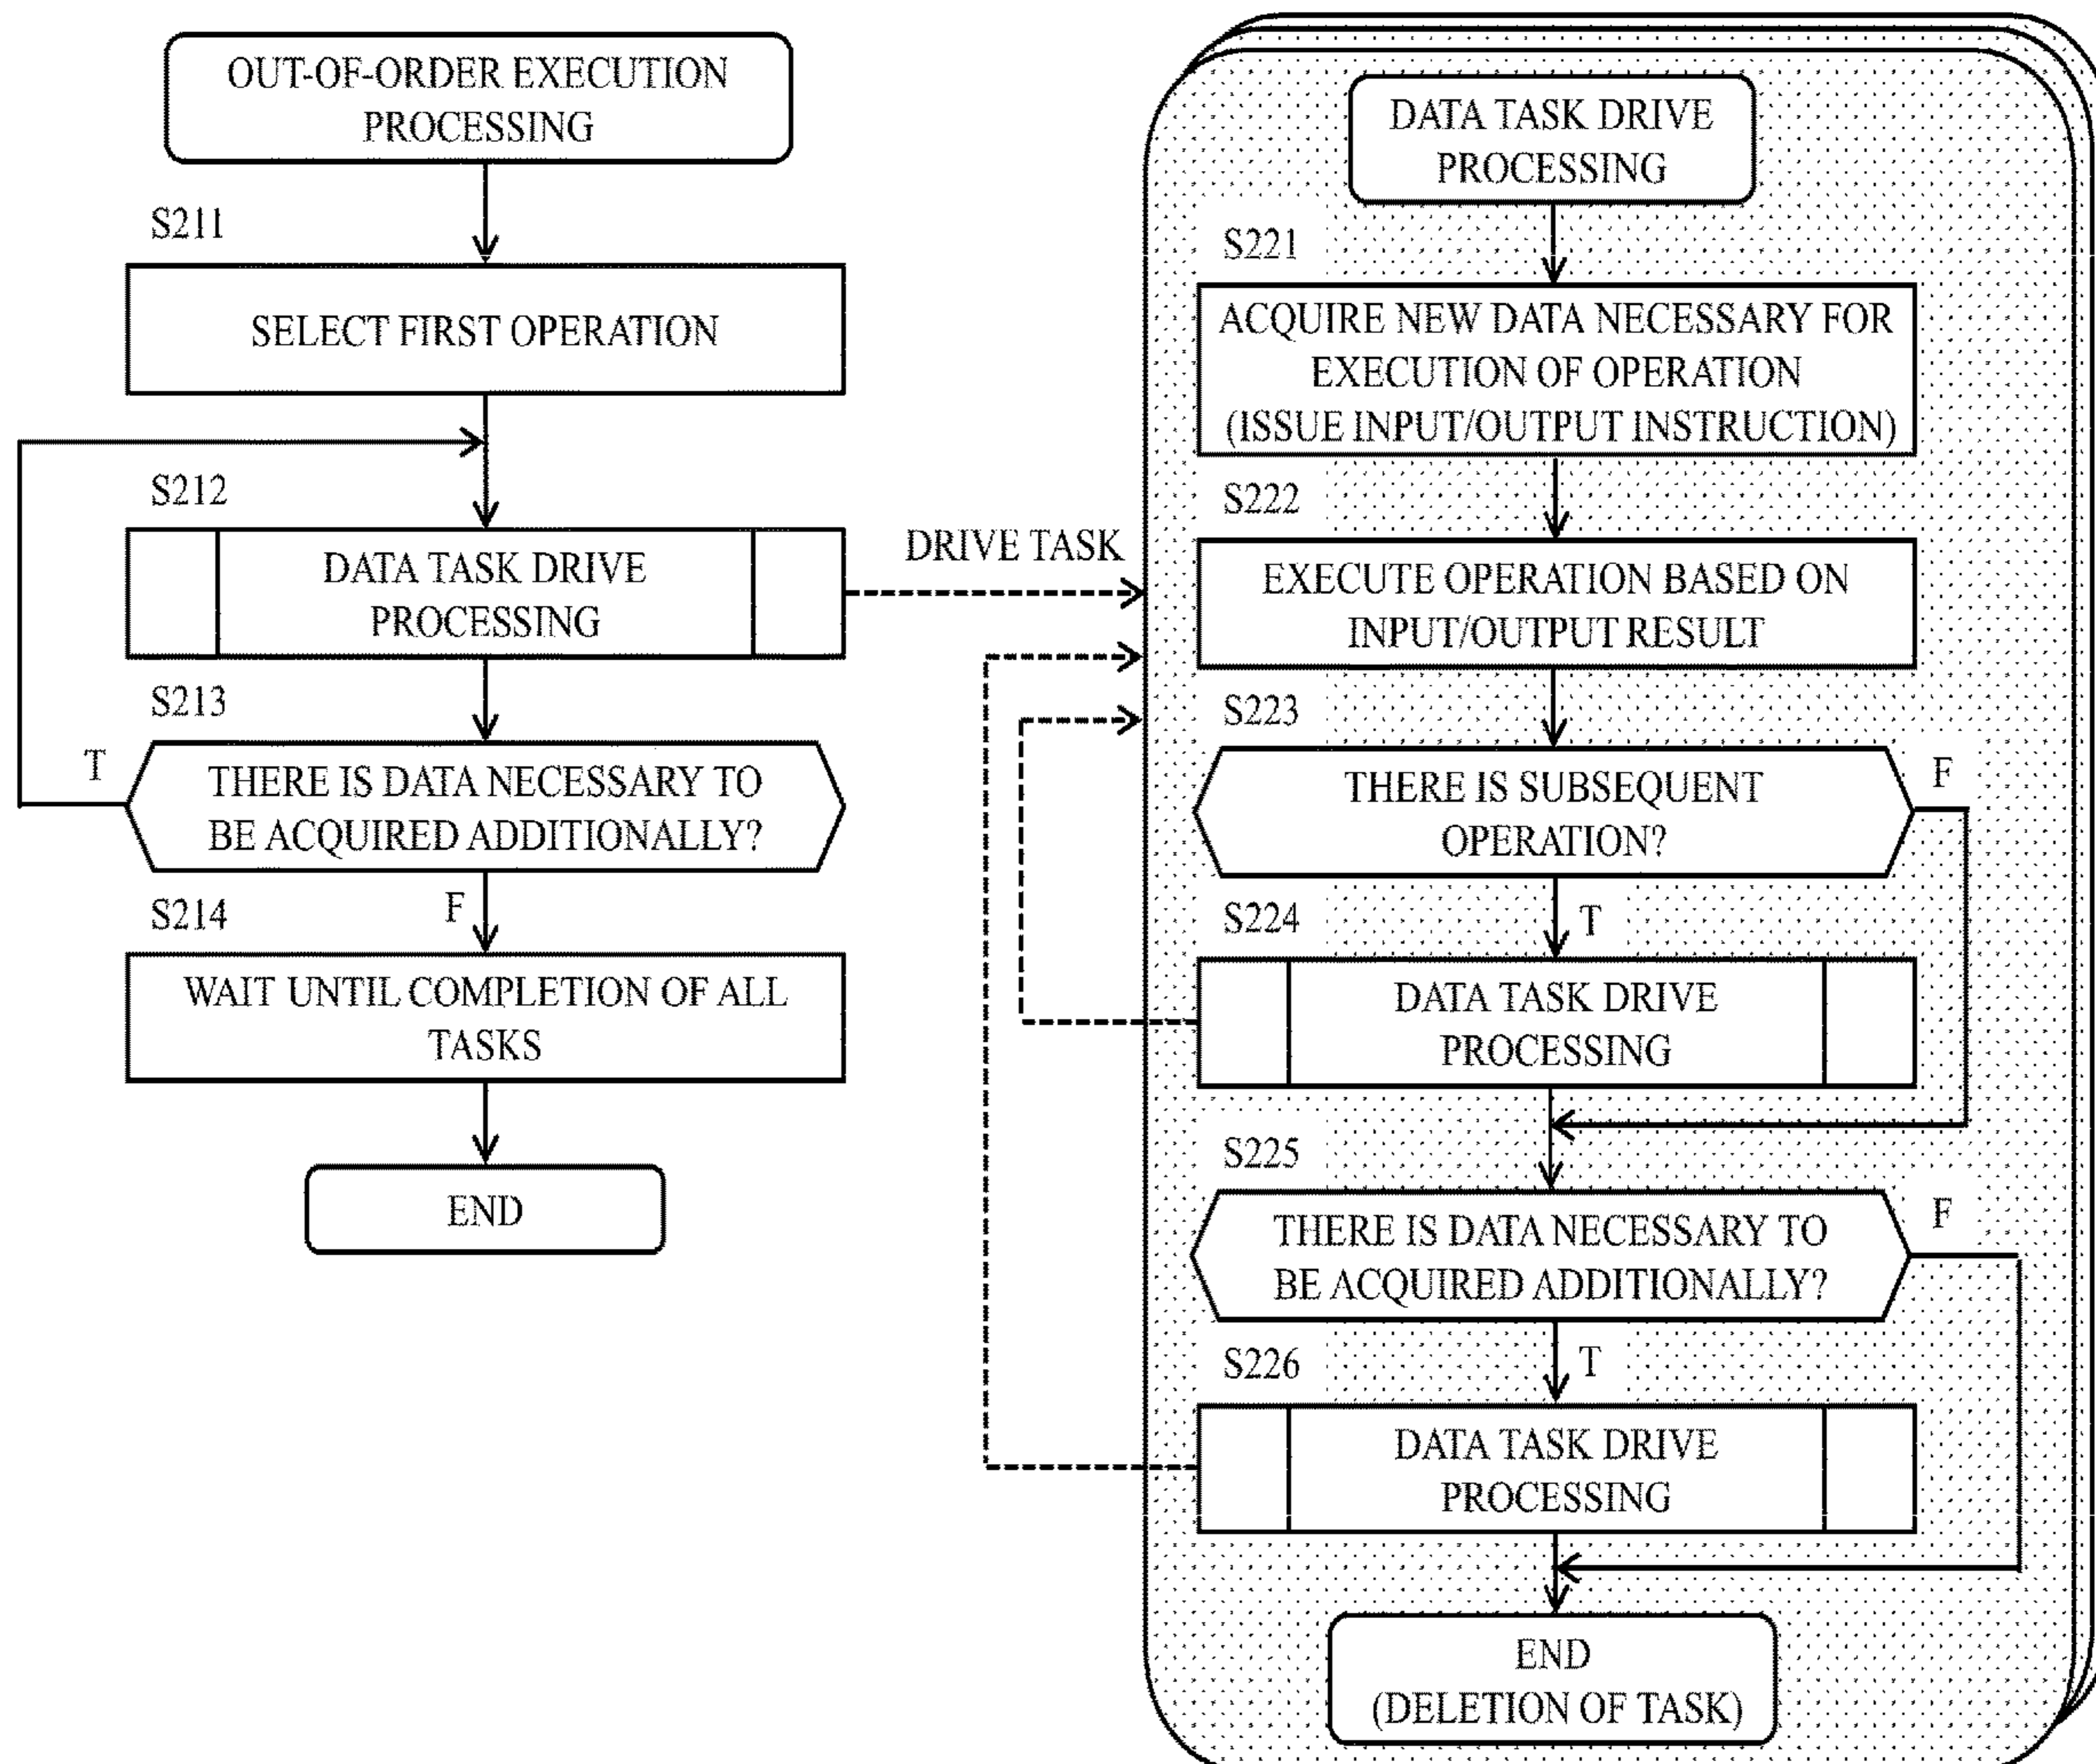 OUT-OF-ORDER EXECUTION
PROCESSING
S211
SELECT FIRST OPERATION
S212
DATA TASK DRIVE
PROCESSING
S213
T
THERE IS DATA NECESSARY TO
BE ACQUIRED ADDITIONALLY?
S214
F
WAIT UNTIL COMPLETION OF ALL
TASKS
END
DRIVE TASK
DATA TASK DRIVE
PROCESSING
S221
ACQUIRE NEW DATA NECESSARY FOR
EXECUTION OF OPERATION
(ISSUE INPUT/OUTPUT INSTRUCTION)
S222
EXECUTE OPERATION BASED ON
INPUT/OUTPUT RESULT
S223
THERE IS SUBSEQUENT
OPERATION?
F
S224
T
DATA TASK DRIVE
PROCESSING
S225
THERE IS DATA NECESSARY TO
BE ACQUIRED ADDITIONALLY?
F
S226
T
DATA TASK DRIVE
PROCESSING
END
(DELETION OF TASK)